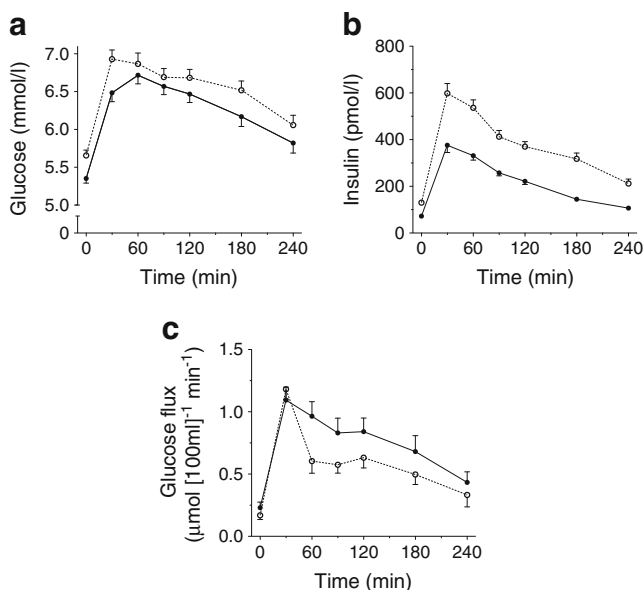 a
7.0
6.5
6.0
5.5
5.0
0
Glucose (mmol/l)
0 60 120 180 240
Time (min)
b
800
600
400
200
0
Insulin (pmol/l)
0 60 120 180 240
Time (min)
c
1.5
1.0
0.5
0.0
Glucose flux
(μmol [100ml]⁻¹ min⁻¹)
0 60 120 180 240
Time (min)